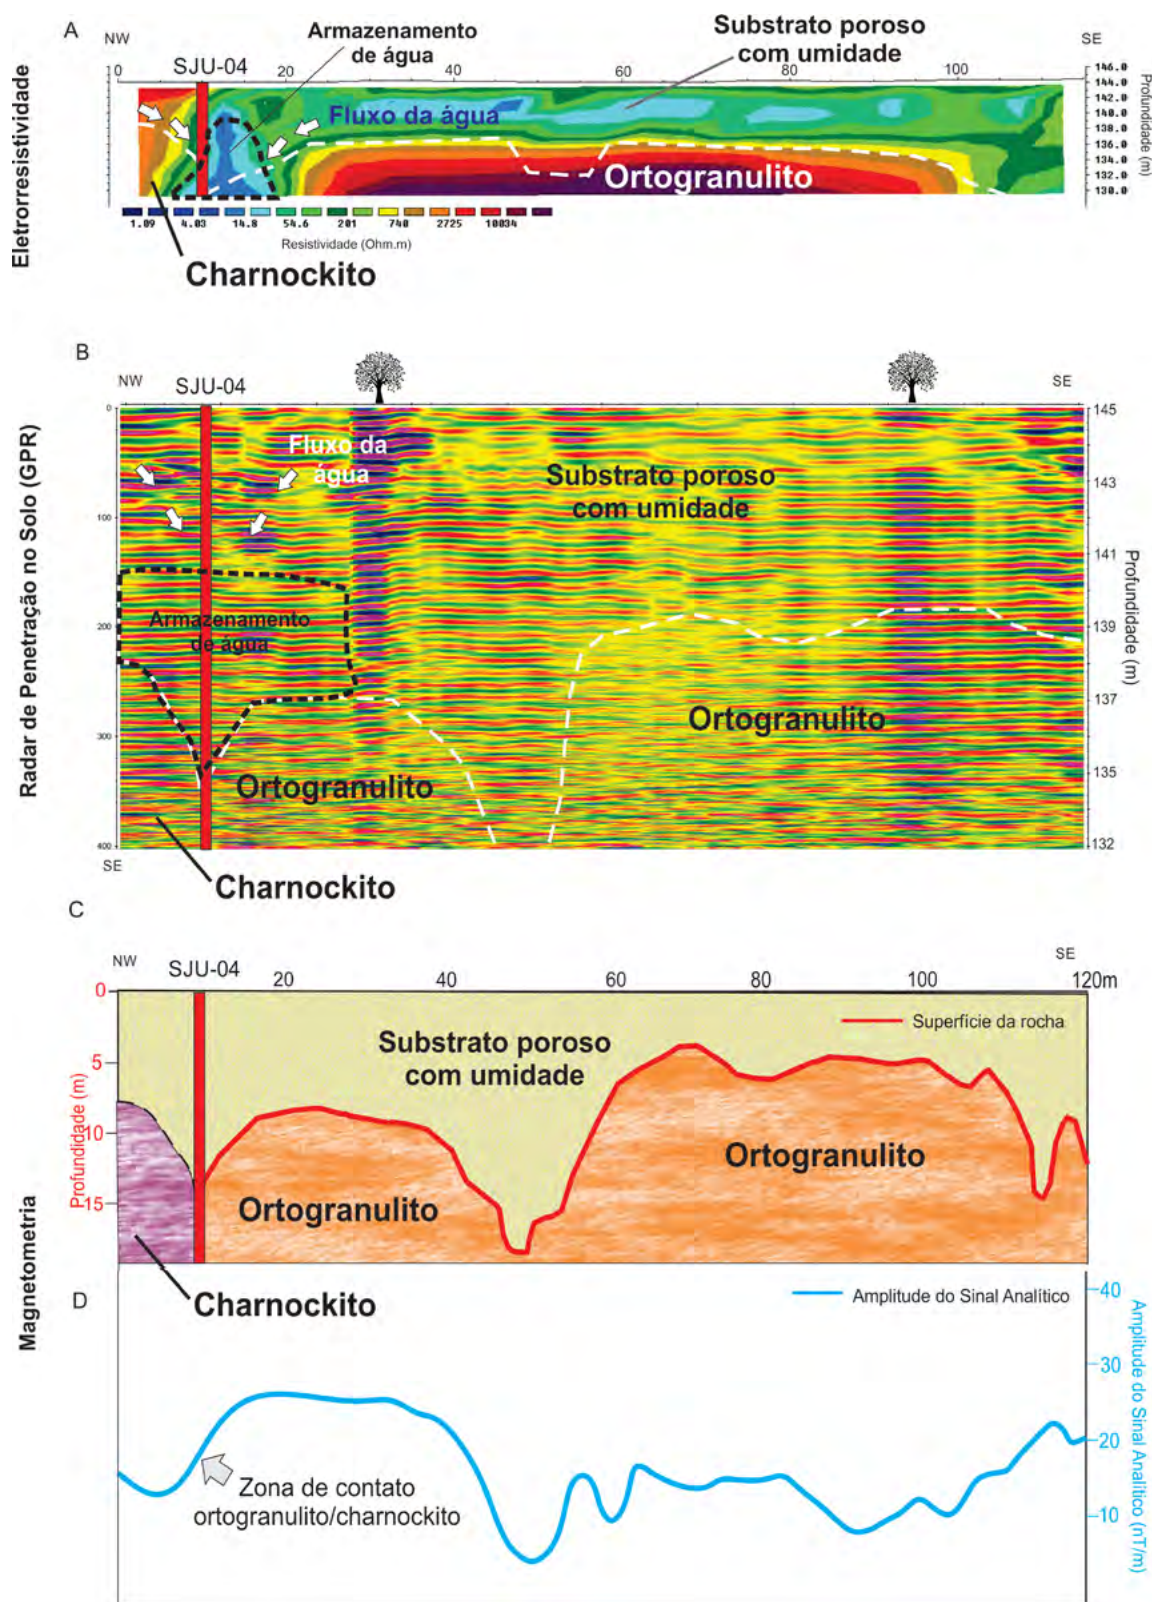 A
NW
SJU-04
Armazenamento
de água
Substrato poroso
com umidade
SE
0
20
40
60
80
100
Fluxo da água
Ortogranulito
146.0
144.0
142.0
140.0
138.0
136.0
134.0
132.0
130.0
Profundidade (m)
Eletrorresistividade
1.09
4.03
14.8
54.6
201
740
2725
10034
Resistividade (Ohm.m)
Charnockito
B
NW
SJU-04
SE
0
100
200
300
400
Fluxo da
água
Substrato poroso
com umidade
Armazenamento
de água
Ortogranulito
Ortogranulito
145
143
141
139
137
135
132
Profundidade (m)
Radar de Penetração no Solo (GPR)
SE
Charnockito
C
NW
SJU-04
20
40
60
80
100
SE
120m
0
5
10
15
Profundidade (m)
Superfície da rocha
Substrato poroso
com umidade
Ortogranulito
Ortogranulito
Charnockito
Magnetometria
D
Amplitude do Sinal Analítico
40
30
20
10
Amplitude do Sinal Analítico (nT/m)
Zona de contato
ortogranulito/charnockito